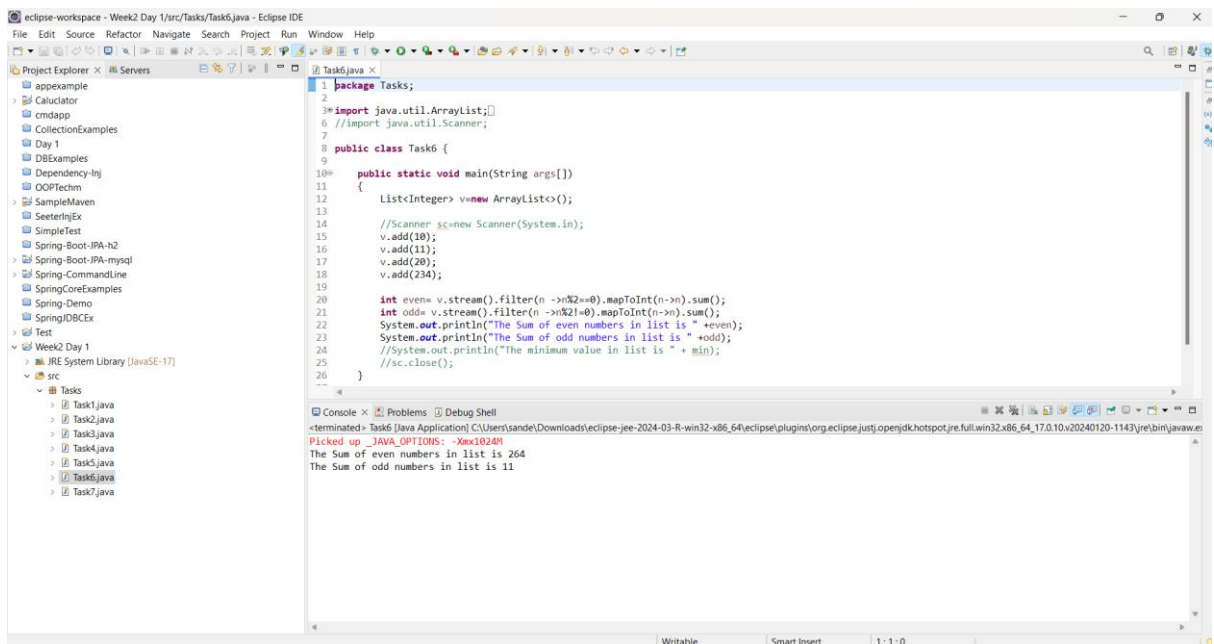 eclipse-workspace - Week2 Day 1/src/Tasks/Task6.java - Eclipse IDE
File Edit Source Refactor Navigate Search Project Run Window Help
Project Explorer × Servers
appexample
Caluclator
cmdapp
CollectionExamples
Day 1
DBExamples
Dependency-Inj
OOPTechm
SampleMaven
SeeterInjEx
SimpleTest
Spring-Boot-JPA-h2
Spring-Boot-JPA-mysql
Spring-CommandLine
SpringCoreExamples
Spring-Demo
SpringJDBCEx
Test
Week2 Day 1
JRE System Library [JavaSE-17]
src
Tasks
Task1.java
Task2.java
Task3.java
Task4.java
Task5.java
Task6.java
Task7.java
Task6.java ×
1 package Tasks;
2
3 import java.util.ArrayList;
6 //import java.util.Scanner;
7
8 public class Task6 {
9
10 public static void main(String args[])
11 {
12 List<Integer> v=new ArrayList<>();
13
14 //Scanner sc=new Scanner(System.in);
15 v.add(10);
16 v.add(11);
17 v.add(20);
18 v.add(234);
19
20 int even= v.stream().filter(n ->n%2==0).mapToInt(n->n).sum();
21 int odd= v.stream().filter(n ->n%2!=0).mapToInt(n->n).sum();
22 System.out.println("The Sum of even numbers in list is " +even);
23 System.out.println("The Sum of odd numbers in list is " +odd);
24 //System.out.println("The minimum value in list is " + min);
25 //sc.close();
26 }
Console × Problems Debug Shell
<terminated> Task6 [Java Application] C:\Users\sande\Downloads\eclipse-jee-2024-03-R-win32-x86_64\eclipse\plugins\org.eclipse.justj.openjdk.hotspot.jre.full.win32.x86_64_17.0.10.v20240120-1143\jre\bin\javaw.e
Picked up _JAVA_OPTIONS: -Xmx1024M
The Sum of even numbers in list is 264
The Sum of odd numbers in list is 11
Writable Smart Insert 1 : 1 : 0